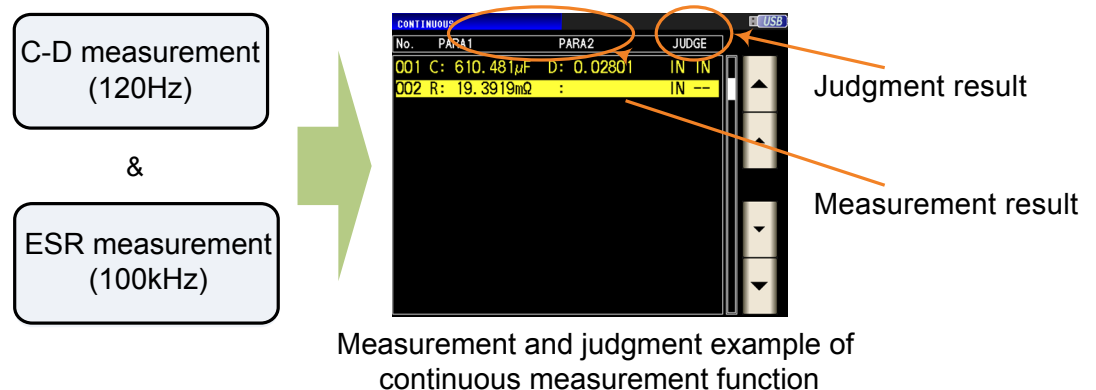 C-D measurement
(120Hz)
&
ESR measurement
(100kHz)
CONTINUOUS
USB
No. PARA1 PARA2 JUDGE
001 C: 610.481μF D: 0.02801 IN IN
002 R: 19.3919mΩ : IN --
Judgment result
Measurement result
Measurement and judgment example of
continuous measurement function